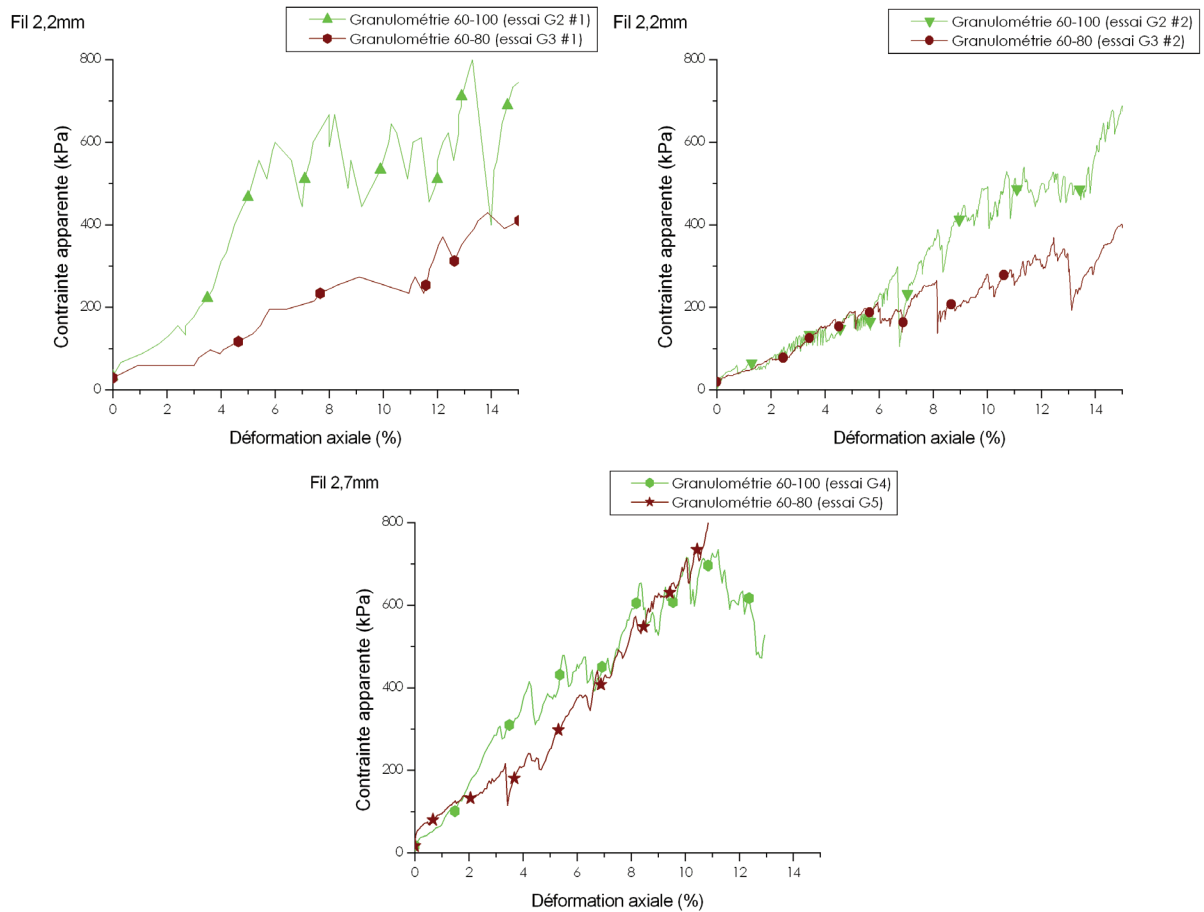 Fil 2,2mm
Granulométrie 60-100 (essai G2 #1)
Granulométrie 60-80 (essai G3 #1)
Contrainte apparente (kPa)
800
600
400
200
0
0 2 4 6 8 10 12 14
Déformation axiale (%)
Fil 2,2mm
Granulométrie 60-100 (essai G2 #2)
Granulométrie 60-80 (essai G3 #2)
Contrainte apparente (kPa)
800
600
400
200
0
0 2 4 6 8 10 12 14
Déformation axiale (%)
Fil 2,7mm
Granulométrie 60-100 (essai G4)
Granulométrie 60-80 (essai G5)
Contrainte apparente (kPa)
800
600
400
200
0
0 2 4 6 8 10 12 14
Déformation axiale (%)